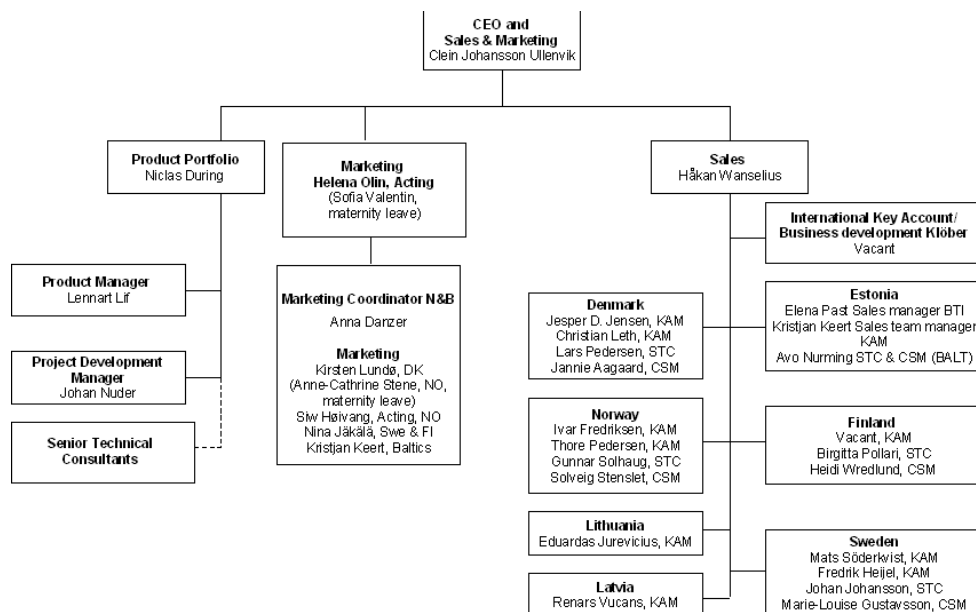 CEO and
Sales & Marketing
Clein Johansson Ullenvik
Product Portfolio
Niclas During
Marketing
Helena Olin, Acting
(Sofia Valentin,
maternity leave)
Sales
Håkan Wanselius
International Key Account/
Business development Klöber
Vacant
Product Manager
Lennart Lif
Project Development
Manager
Johan Nuder
Senior Technical
Consultants
Marketing Coordinator N&B
Anna Danzer
Marketing
Kirsten Lundø, DK
(Anne-Cathrine Stene, NO,
maternity leave)
Siw Høivang, Acting, NO
Nina Jäkälä, Swe & FI
Kristjan Keert, Baltics
Denmark
Jesper D. Jensen, KAM
Christian Leth, KAM
Lars Pedersen, STC
Jannie Aagaard, CSM
Estonia
Elena Past Sales manager BTI
Kristjan Keert Sales team manager
KAM
Avo Nurming STC & CSM (BALT)
Norway
Ivar Fredriksen, KAM
Thore Pedersen, KAM
Gunnar Solhaug, STC
Solveig Stenslet, CSM
Finland
Vacant, KAM
Birgitta Pollari, STC
Heidi Wredlund, CSM
Lithuania
Eduardas Jurevicius, KAM
Latvia
Renars Vucans, KAM
Sweden
Mats Söderkvist, KAM
Fredrik Heijel, KAM
Johan Johansson, STC
Marie-Louise Gustavsson, CSM